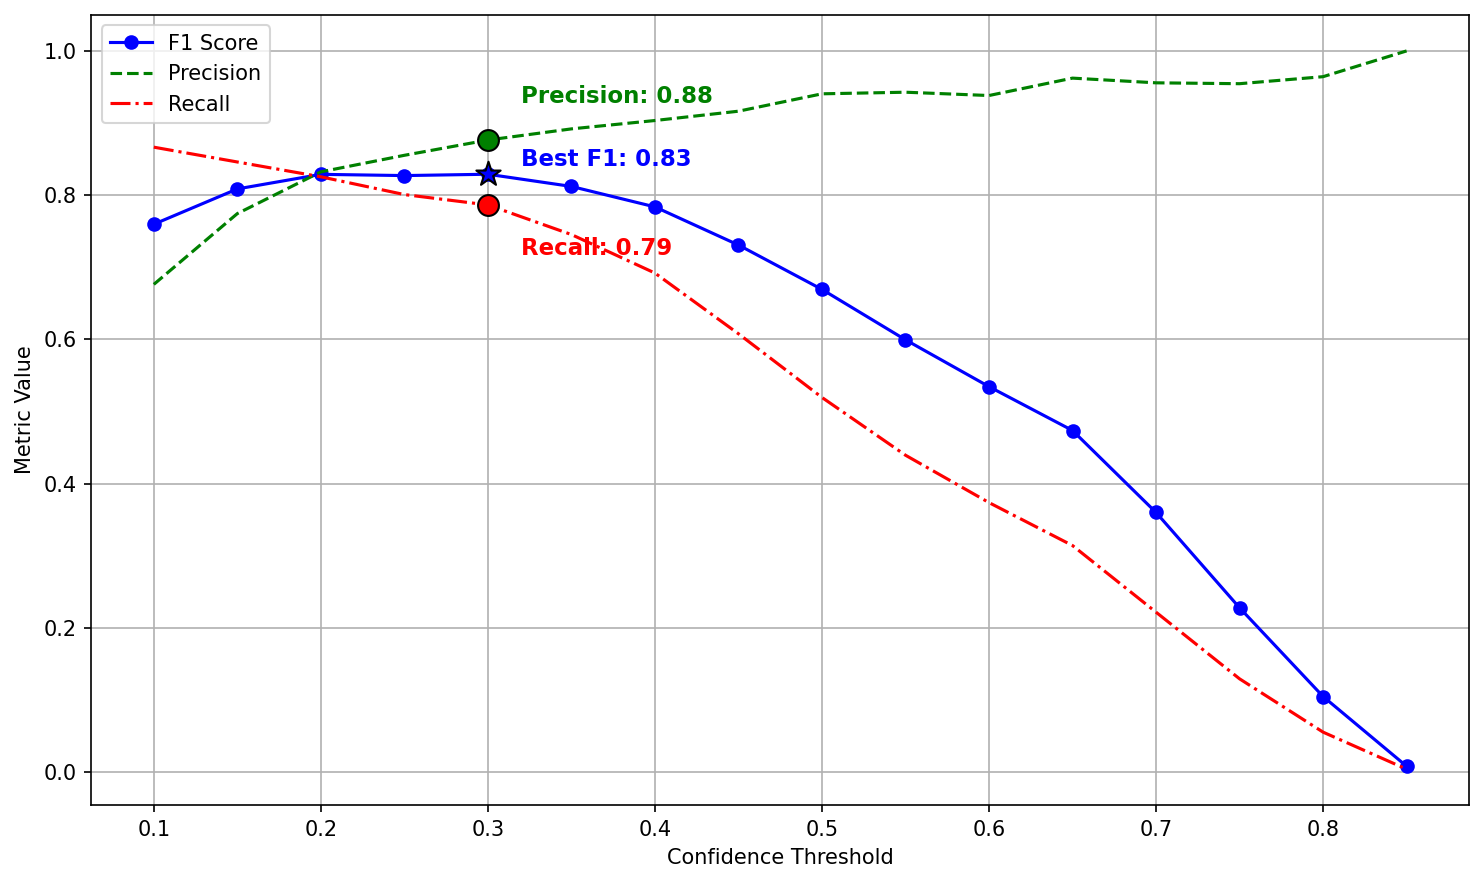 F1 Score
Precision
Recall
Precision: 0.88
Best F1: 0.83
Recall: 0.79
1.0
0.8
0.6
0.4
0.2
0.0
Metric Value
0.1 0.2 0.3 0.4 0.5 0.6 0.7 0.8
Confidence Threshold